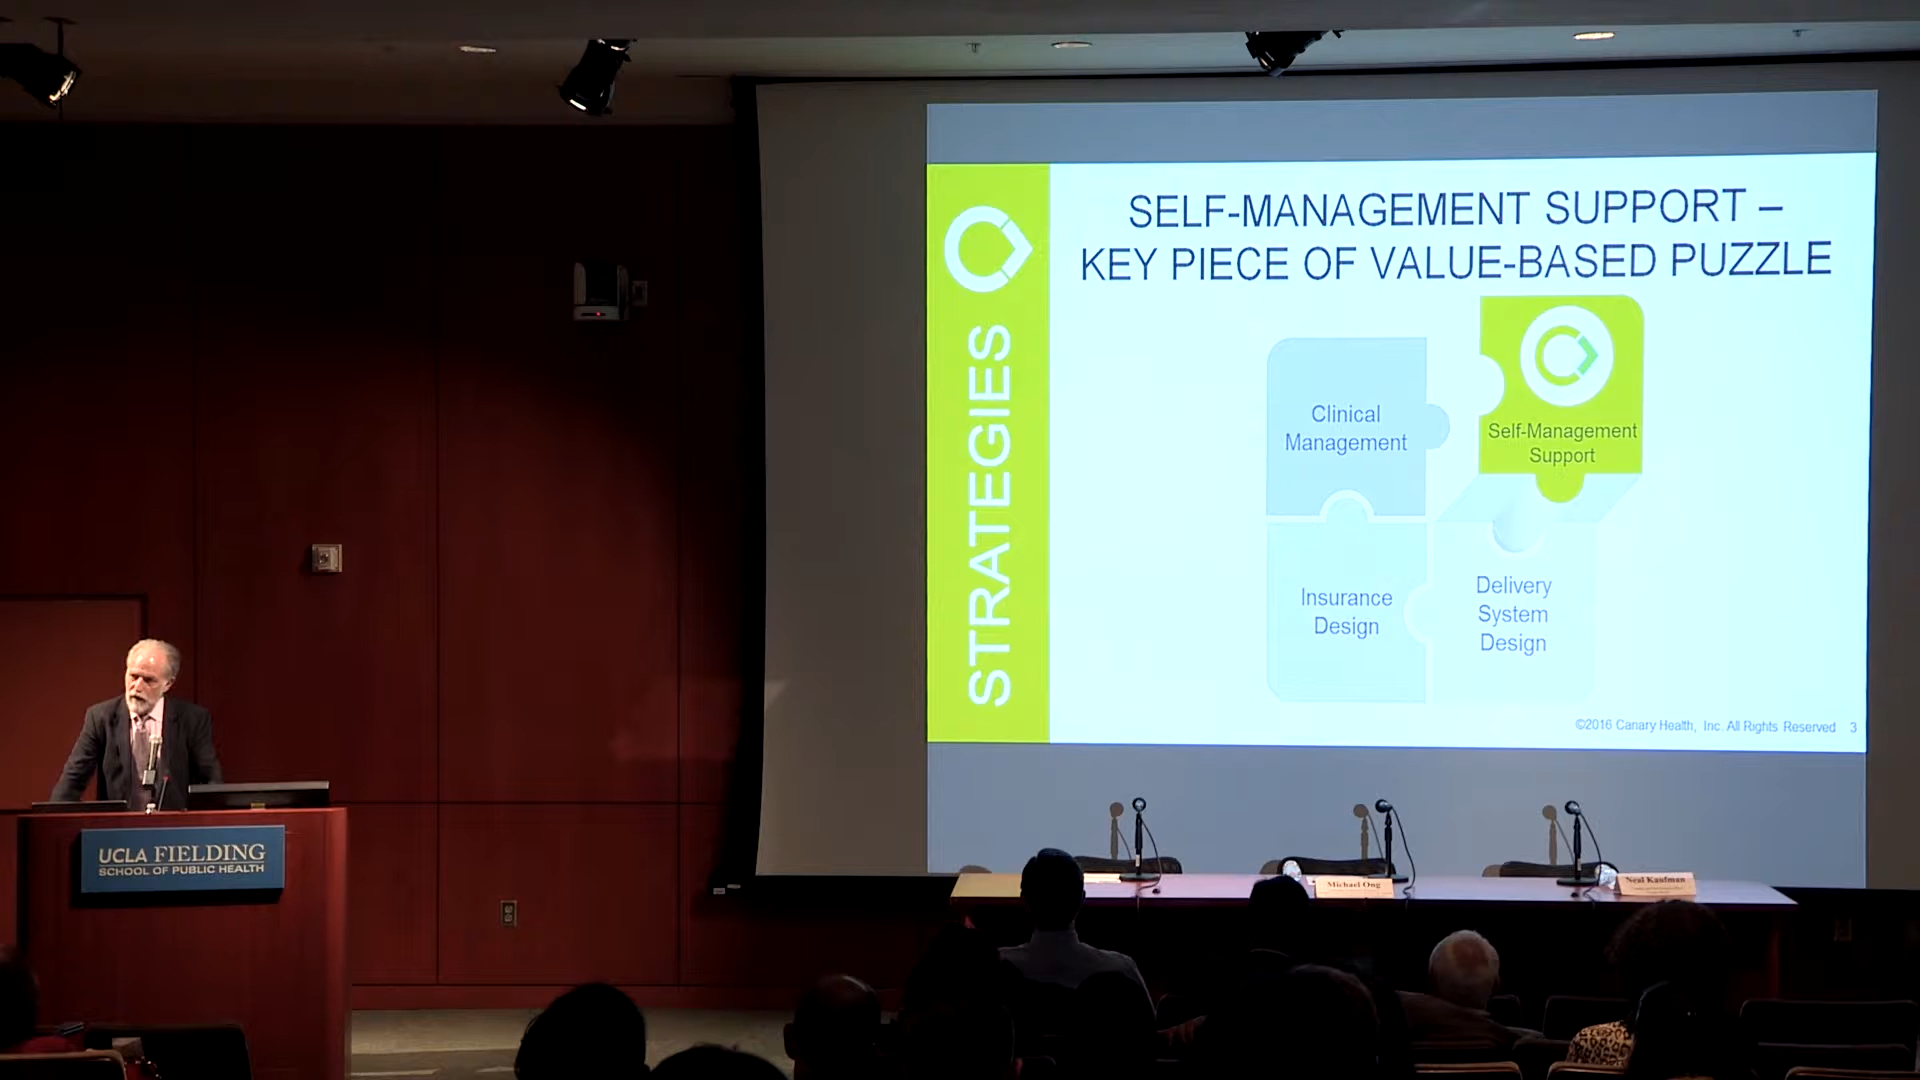 SELF-MANAGEMENT SUPPORT –
KEY PIECE OF VALUE-BASED PUZZLE
STRATEGIES
Clinical
Management
Self-Management
Support
Insurance
Design
Delivery
System
Design
©2016 Canary Health, Inc. All Rights Reserved 3
UCLA FIELDING
SCHOOL OF PUBLIC HEALTH
Michael Ong
Neal Kaufman